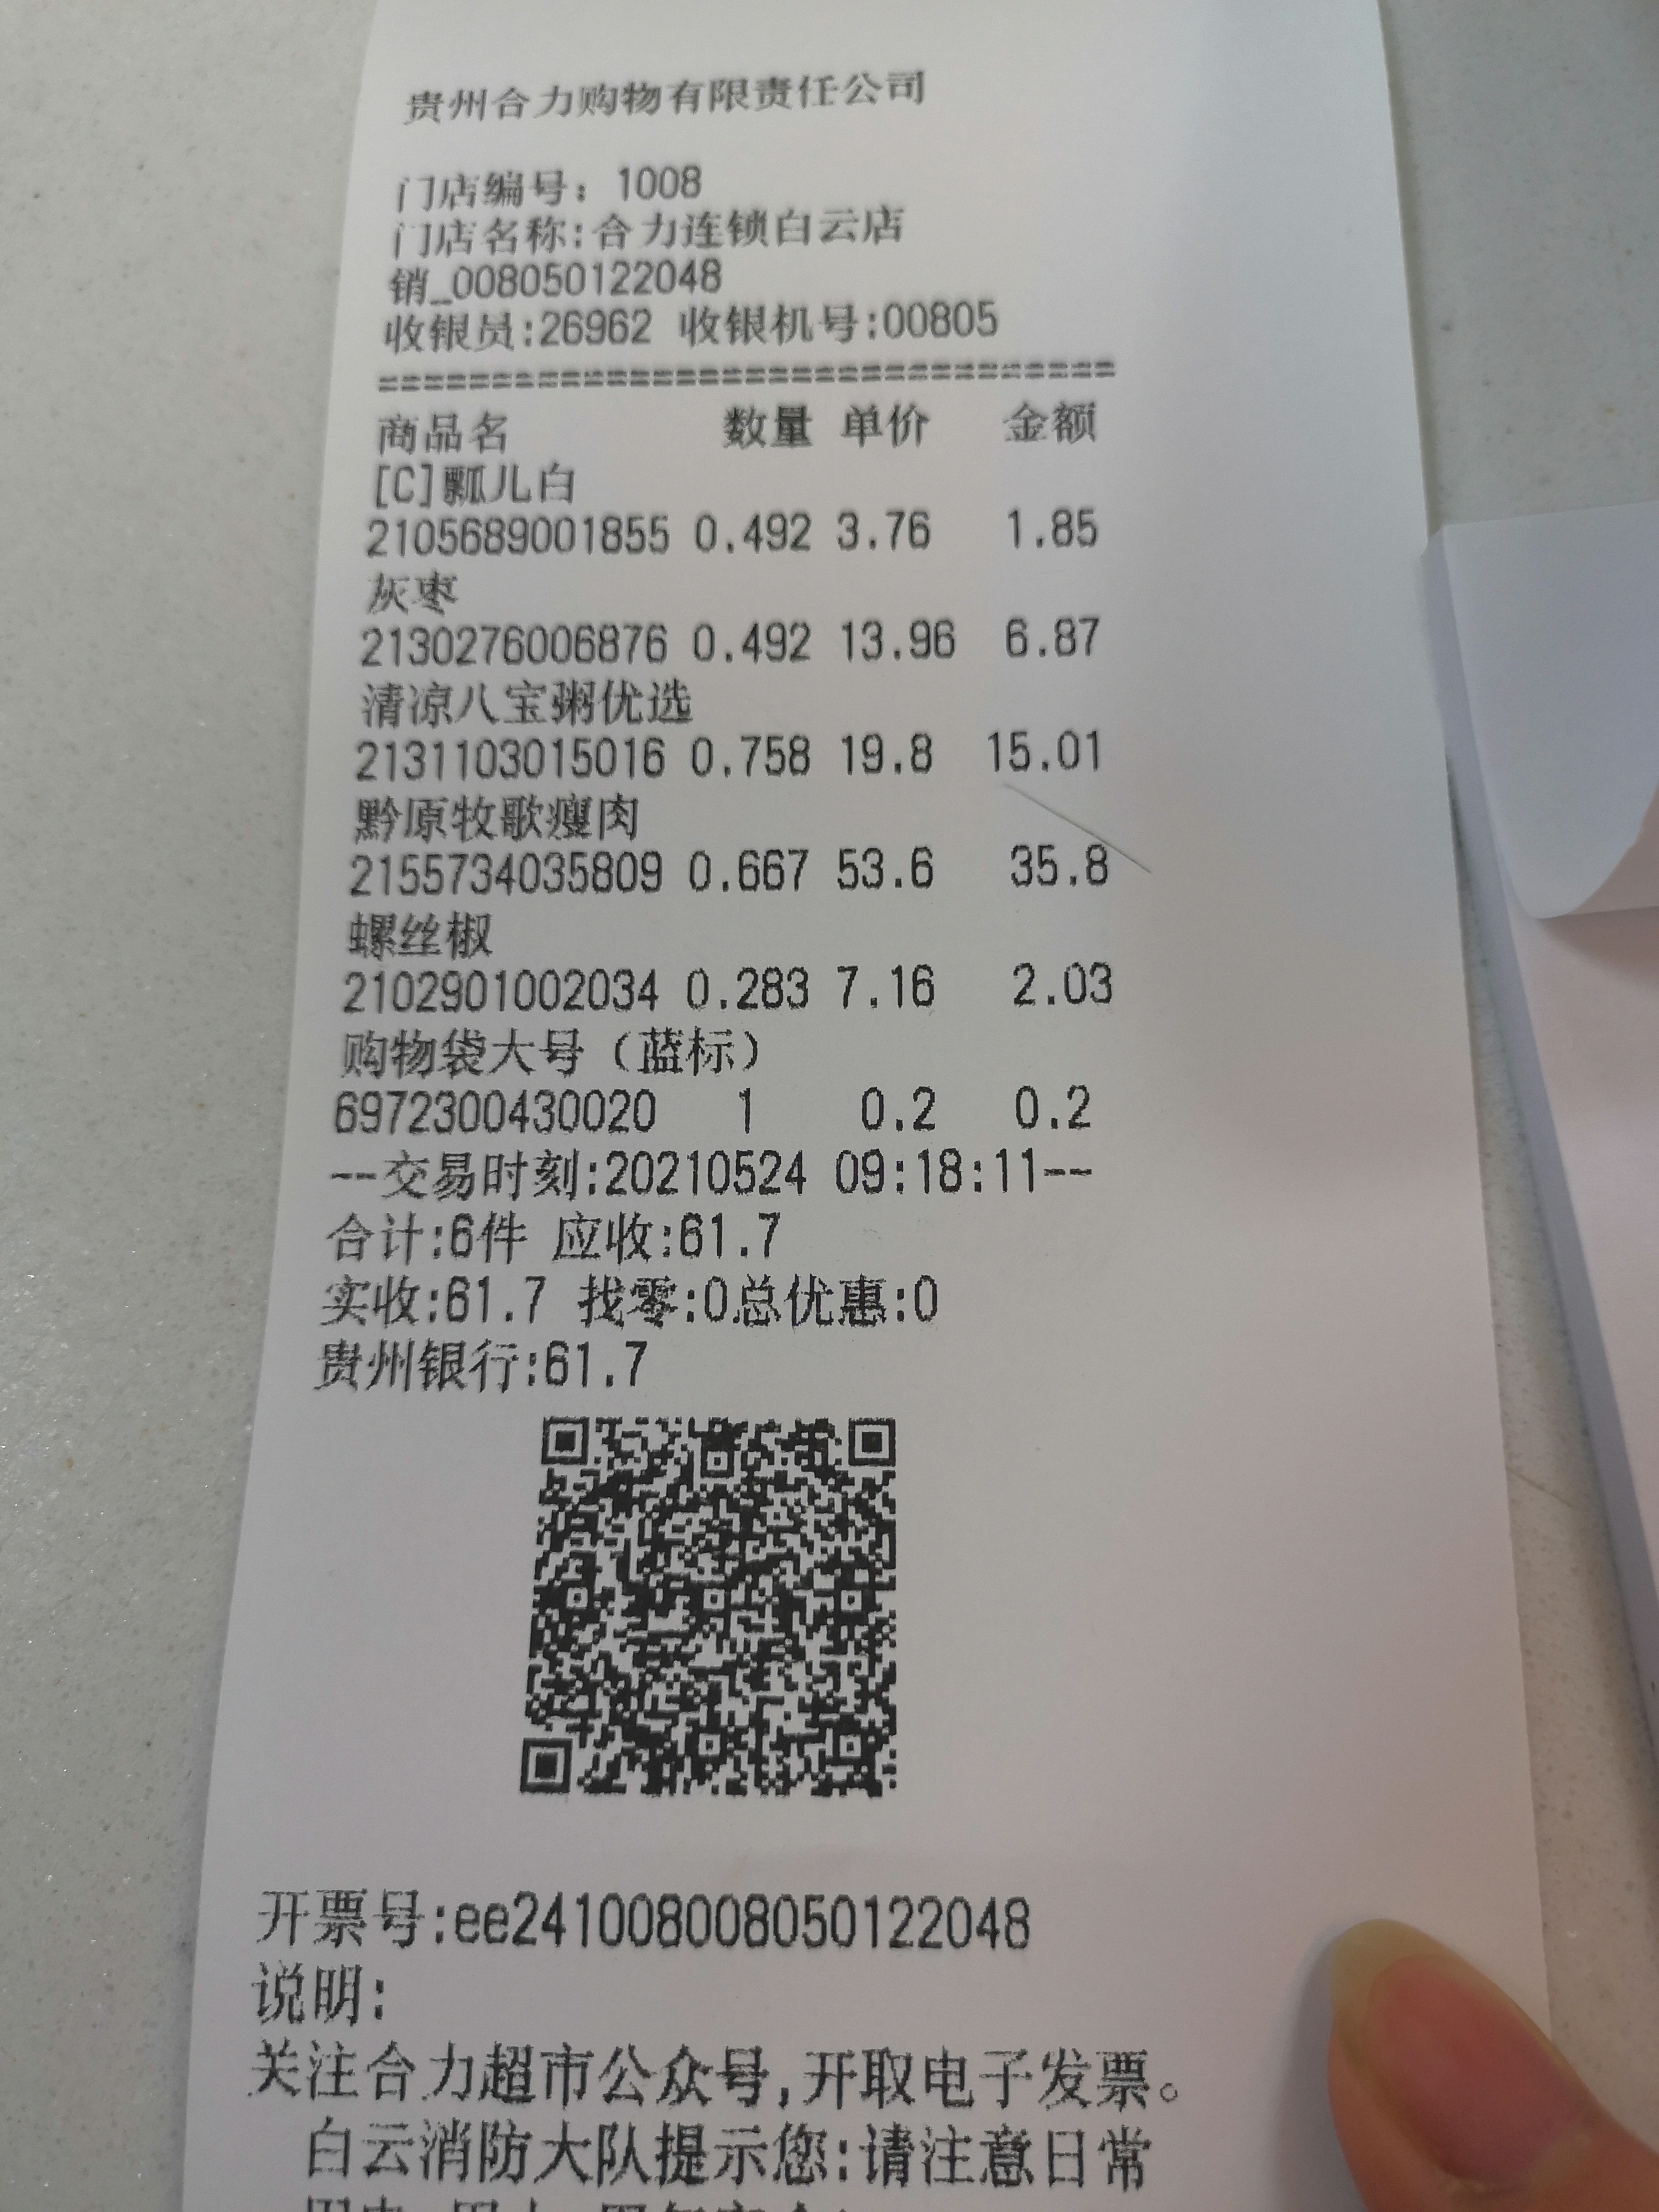 贵州合力购物有限责任公司
门店编号：1008
门店名称:合力连锁白云店
销_008050122048
收银员:26962 收银机号:00805
================================
商品名 数量 单价 金额
[C]瓢儿白
2105689001855 0.492 3.76 1.85
灰枣
2130276006876 0.492 13.96 6.87
清凉八宝粥优选
2131103015016 0.758 19.8 15.01
黔原牧歌瘦肉
2155734035809 0.667 53.6 35.8
螺丝椒
2102901002034 0.283 7.16 2.03
购物袋大号（蓝标）
6972300430020 1 0.2 0.2
--交易时刻:20210524 09:18:11--
合计:6件 应收:61.7
实收:61.7 找零:0总优惠:0
贵州银行:61.7
开票号:ee241008008050122048
说明:
关注合力超市公众号,开取电子发票。
白云消防大队提示您:请注意日常